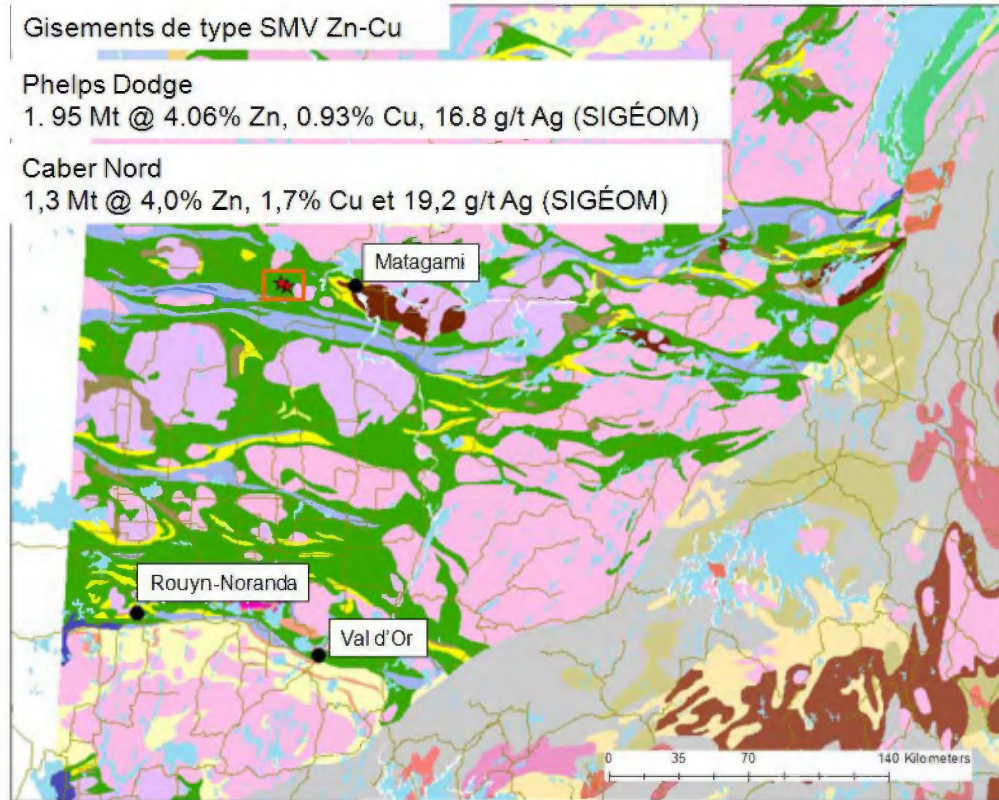 Gisements de type SMV Zn-Cu
Phelps Dodge
1. 95 Mt @ 4.06% Zn, 0.93% Cu, 16.8 g/t Ag (SIGÉOM)
Caber Nord
1,3 Mt @ 4,0% Zn, 1,7% Cu et 19,2 g/t Ag (SIGÉOM)
Matagami
Rouyn-Noranda
Val d'Or
0 35 70 140 Kilometers